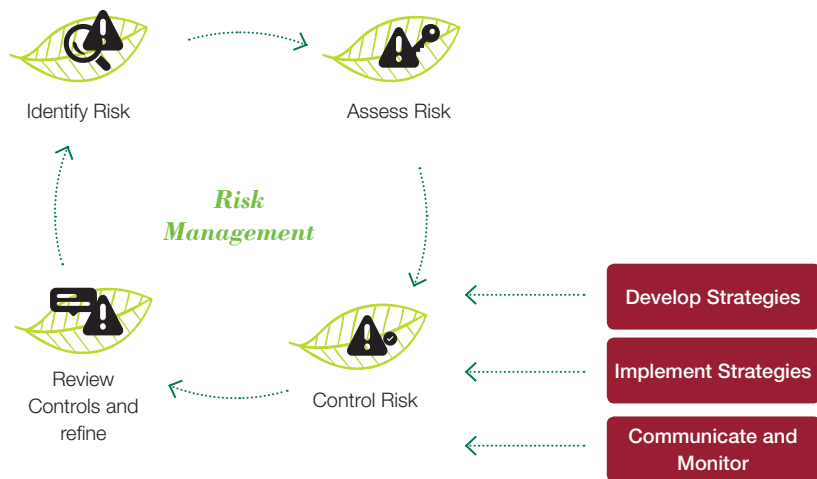 Identify Risk
Assess Risk
Risk
Management
Develop Strategies
Implement Strategies
Communicate and
Monitor
Control Risk
Review
Controls and
refine